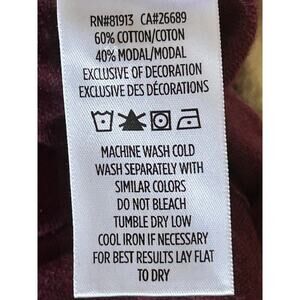 RN#81913 CA#26689
60% COTTON/COTON
40% MODAL/MODAL
EXCLUSIVE OF DECORATION
EXCLUSIVE DES DÉCORATIONS
MACHINE WASH COLD
WASH SEPARATELY WITH
SIMILAR COLORS
DO NOT BLEACH
TUMBLE DRY LOW
COOL IRON IF NECESSARY
FOR BEST RESULTS LAY FLAT
TO DRY